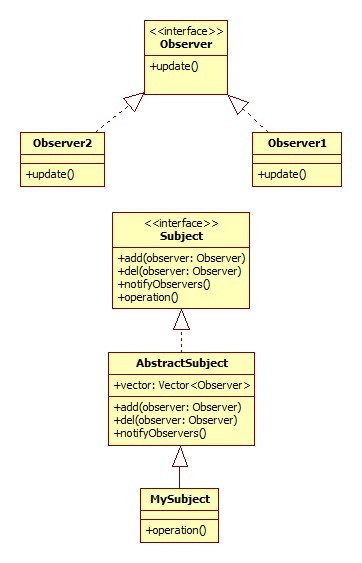 <<interface>>
Observer
+update()
Observer2
+update()
Observer1
+update()
<<interface>>
Subject
+add(observer: Observer)
+del(observer: Observer)
+notifyObservers()
+operation()
AbstractSubject
+vector: Vector<Observer>
+add(observer: Observer)
+del(observer: Observer)
+notifyObservers()
MySubject
+operation()